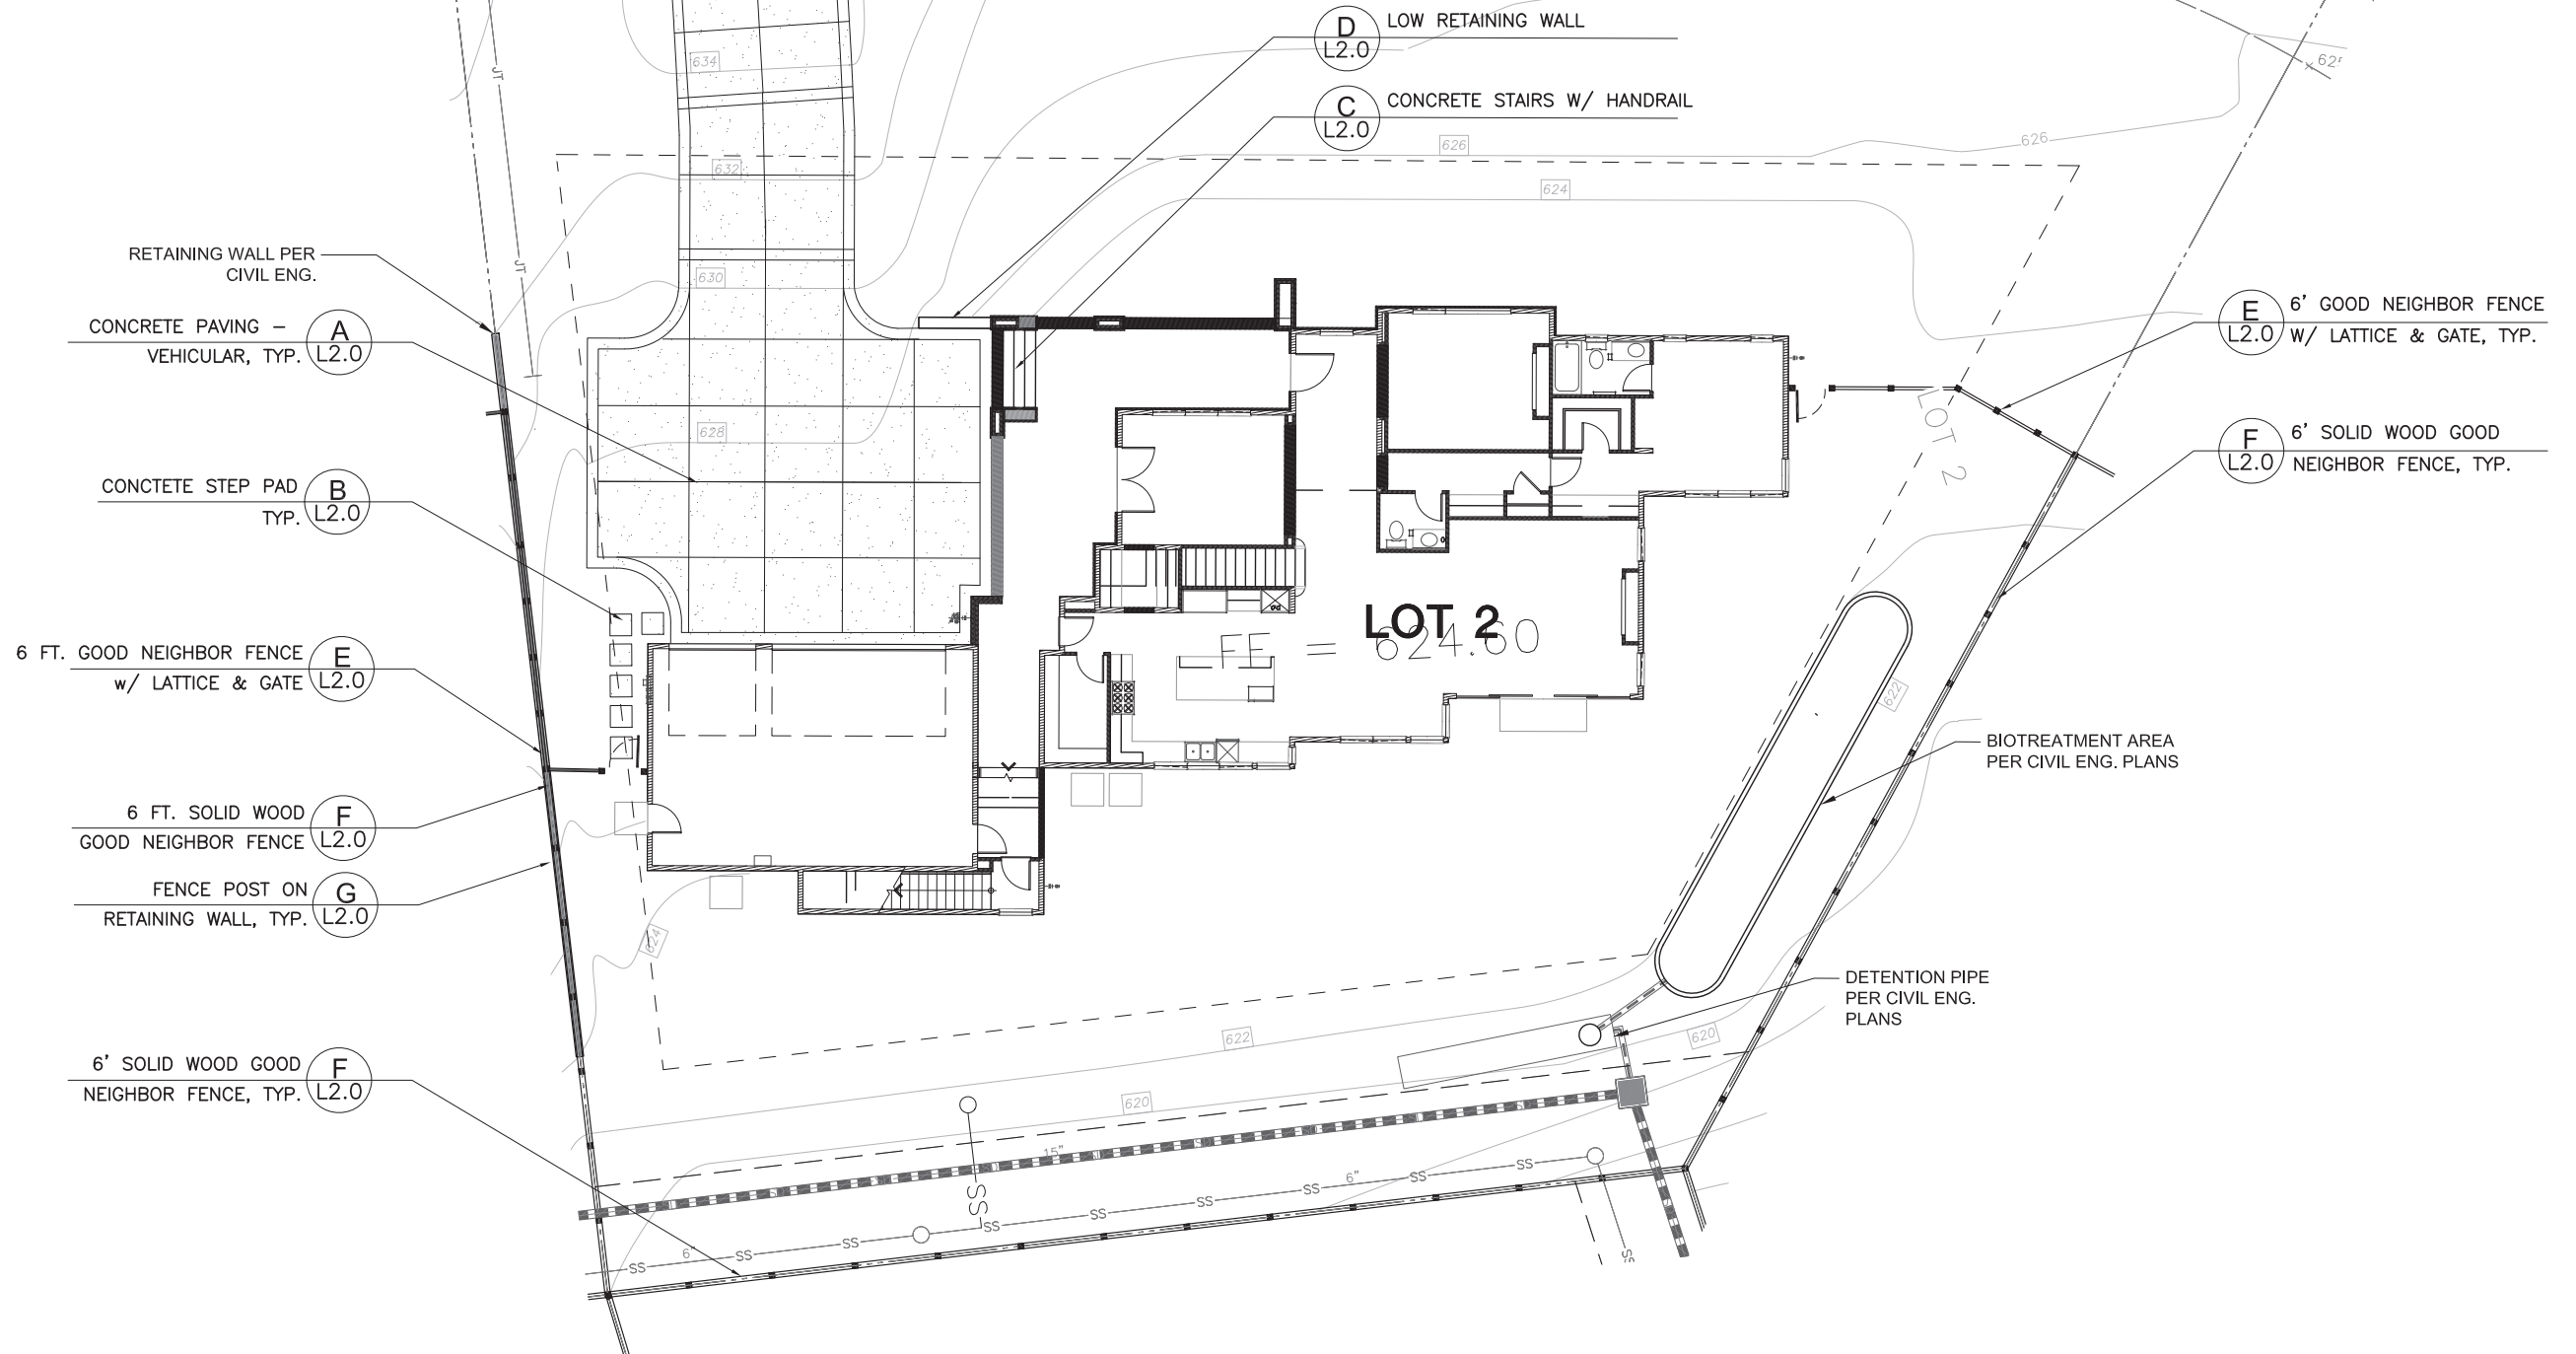 D
L2.0
LOW RETAINING WALL
C
L2.0
CONCRETE STAIRS W/ HANDRAIL
634
632
630
628
626
626
624
JT
JT
RETAINING WALL PER
CIVIL ENG.
CONCRETE PAVING –
VEHICULAR, TYP.
A
L2.0
CONCTETE STEP PAD
TYP.
B
L2.0
6 FT. GOOD NEIGHBOR FENCE
w/ LATTICE & GATE
E
L2.0
6 FT. SOLID WOOD
GOOD NEIGHBOR FENCE
F
L2.0
FENCE POST ON
RETAINING WALL, TYP.
G
L2.0
6' SOLID WOOD GOOD
NEIGHBOR FENCE, TYP.
F
L2.0
E
L2.0
6' GOOD NEIGHBOR FENCE
W/ LATTICE & GATE, TYP.
F
L2.0
6' SOLID WOOD GOOD
NEIGHBOR FENCE, TYP.
LOT 2
LOT 2
FE = 624.60
622
BIOTREATMENT AREA
PER CIVIL ENG. PLANS
DETENTION PIPE
PER CIVIL ENG.
PLANS
624
622
620
620
15"
6"
6"
SS
SS
SS
SS
SS
SS
SS
SS
SS
SS
SS